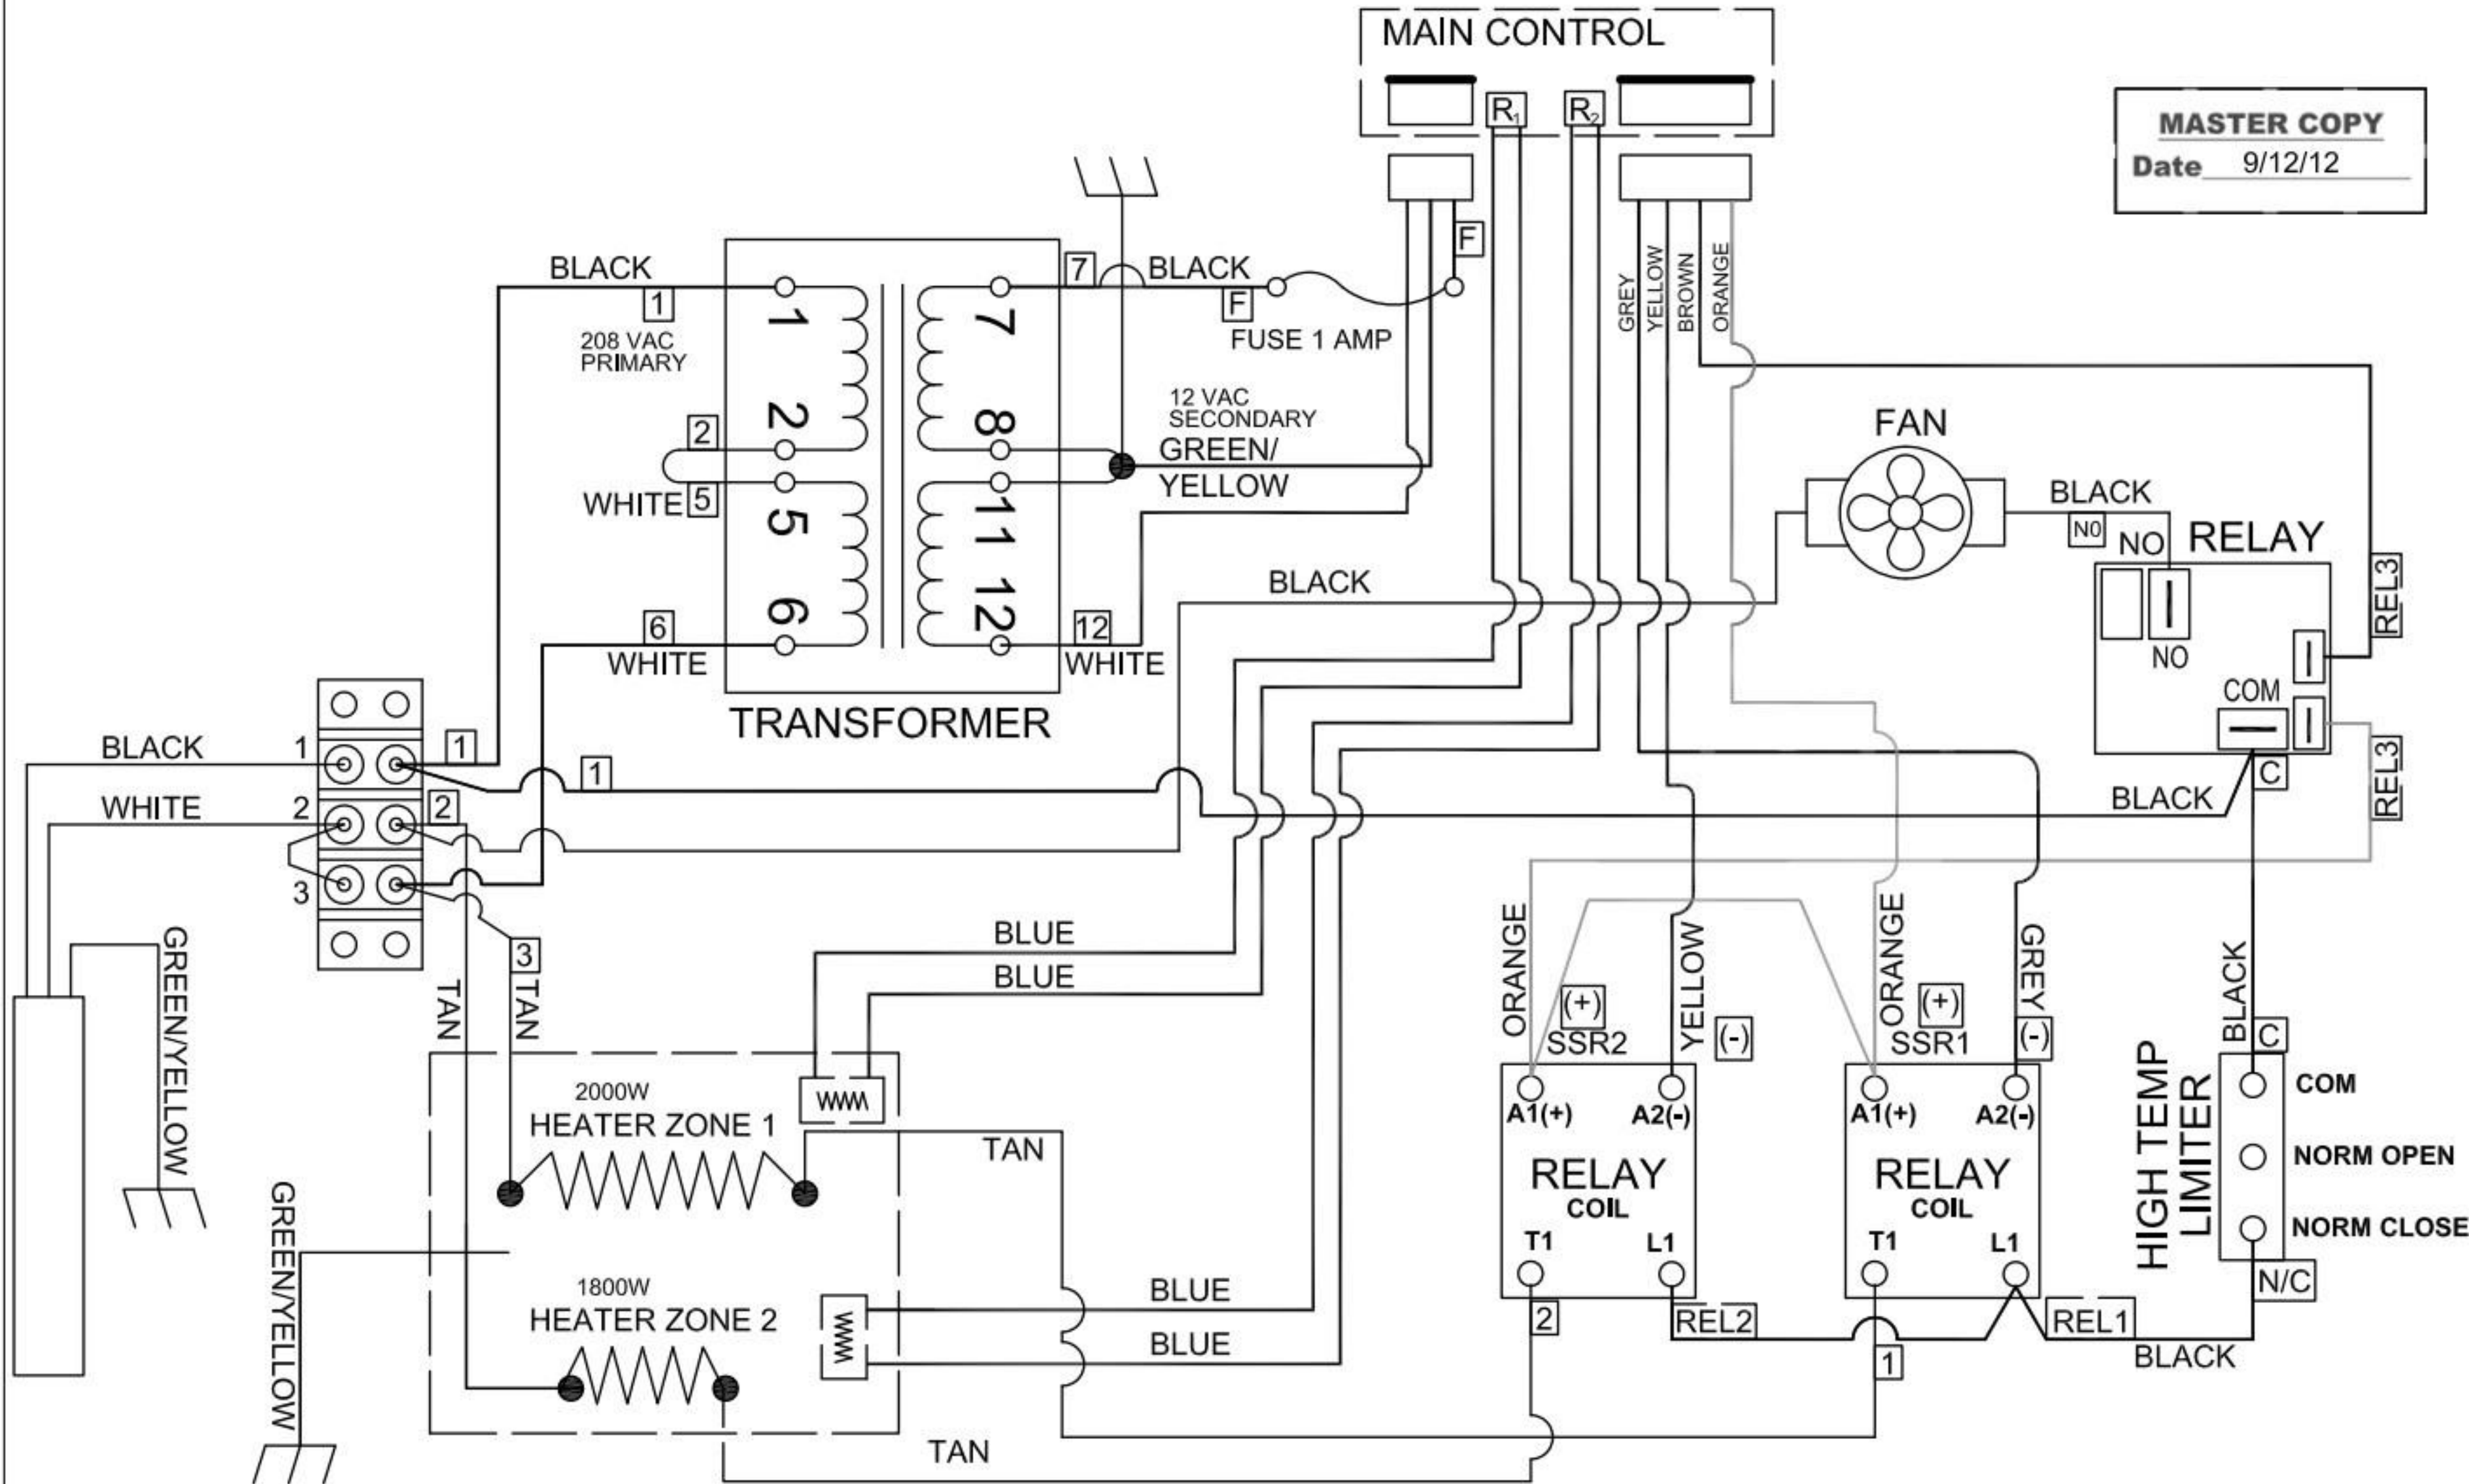 MAIN CONTROL
R1
R2
MASTER COPY
Date 9/12/12
F
BLACK
1
208 VAC
PRIMARY
2
WHITE
5
6
WHITE
1
2
5
6
7
8
11
12
TRANSFORMER
7
BLACK
F
FUSE 1 AMP
12 VAC
SECONDARY
GREEN/
YELLOW
12
WHITE
GREY
YELLOW
BROWN
ORANGE
FAN
BLACK
N0
NO
RELAY
NO
COM
REL3
REL3
C
BLACK
BLACK
BLACK
1
1
1
WHITE
2
2
3
GREEN/YELLOW
3
TAN
TAN
BLUE
BLUE
2000W
HEATER ZONE 1
TAN
1800W
HEATER ZONE 2
BLUE
BLUE
GREEN/YELLOW
TAN
ORANGE
(+)
SSR2
YELLOW
(-)
ORANGE
(+)
SSR1
GREY
(-)
A1(+)
A2(-)
RELAY
COIL
T1
L1
2
REL2
A1(+)
A2(-)
RELAY
COIL
T1
L1
1
REL1
BLACK
BLACK
C
HIGH TEMP
LIMITER
COM
NORM OPEN
NORM CLOSE
N/C